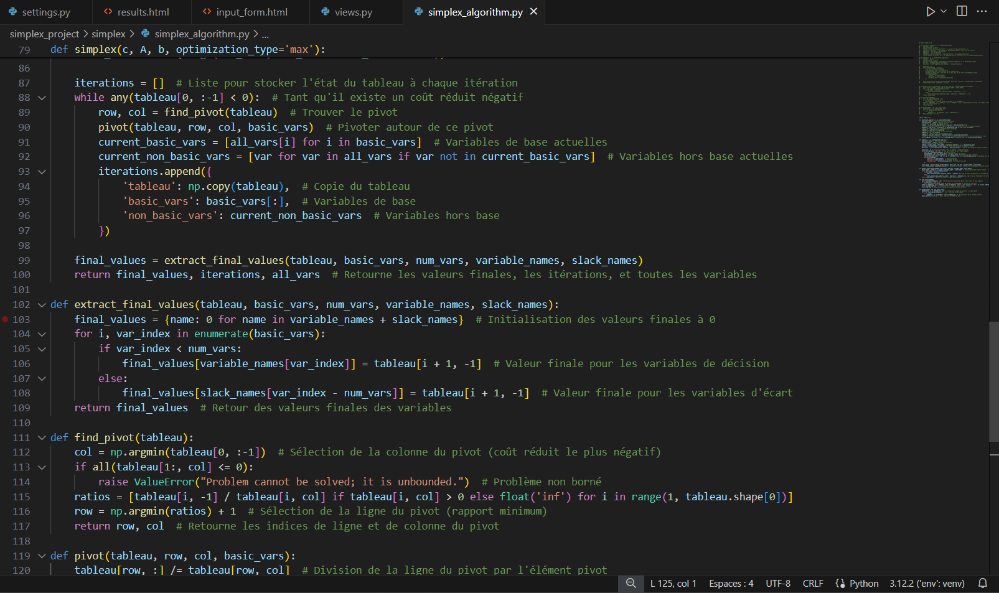 settings.py results.html input_form.html views.py simplex_algorithm.py
simplex_project > simplex > simplex_algorithm.py > ...
79 def simplex(c, A, b, optimization_type='max'):
86
87 iterations = [] # Liste pour stocker l'état du tableau à chaque itération
88 while any(tableau[0, :-1] < 0): # Tant qu'il existe un coût réduit négatif
89 row, col = find_pivot(tableau) # Trouver le pivot
90 pivot(tableau, row, col, basic_vars) # Pivoter autour de ce pivot
91 current_basic_vars = [all_vars[i] for i in basic_vars] # Variables de base actuelles
92 current_non_basic_vars = [var for var in all_vars if var not in current_basic_vars] # Variables hors base actuelles
93 iterations.append({
94 'tableau': np.copy(tableau), # Copie du tableau
95 'basic_vars': basic_vars[:], # Variables de base
96 'non_basic_vars': current_non_basic_vars # Variables hors base
97 })
98
99 final_values = extract_final_values(tableau, basic_vars, num_vars, variable_names, slack_names)
100 return final_values, iterations, all_vars # Retourne les valeurs finales, les itérations, et toutes les variables
101
102 def extract_final_values(tableau, basic_vars, num_vars, variable_names, slack_names):
103 final_values = {name: 0 for name in variable_names + slack_names} # Initialisation des valeurs finales à 0
104 for i, var_index in enumerate(basic_vars):
105 if var_index < num_vars:
106 final_values[variable_names[var_index]] = tableau[i + 1, -1] # Valeur finale pour les variables de décision
107 else:
108 final_values[slack_names[var_index - num_vars]] = tableau[i + 1, -1] # Valeur finale pour les variables d'écart
109 return final_values # Retour des valeurs finales des variables
110
111 def find_pivot(tableau):
112 col = np.argmin(tableau[0, :-1]) # Sélection de la colonne du pivot (coût réduit le plus négatif)
113 if all(tableau[1:, col] <= 0):
114 raise ValueError("Problem cannot be solved; it is unbounded.") # Problème non borné
115 ratios = [tableau[i, -1] / tableau[i, col] if tableau[i, col] > 0 else float('inf') for i in range(1, tableau.shape[0])]
116 row = np.argmin(ratios) + 1 # Sélection de la ligne du pivot (rapport minimum)
117 return row, col # Retourne les indices de ligne et de colonne du pivot
118
119 def pivot(tableau, row, col, basic_vars):
120 tableau[row, :] /= tableau[row, col] # Division de la ligne du pivot par l'élément pivot
L 125, col 1 Espaces : 4 UTF-8 CRLF Python 3.12.2 ('env': venv)